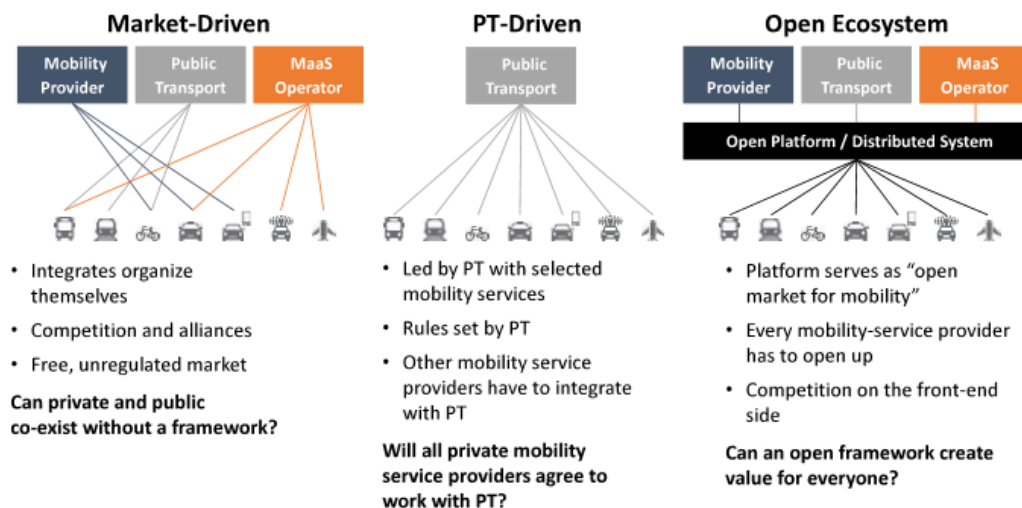 Market-Driven
Mobility
Provider
Public
Transport
MaaS
Operator
• Integrates organize
themselves
• Competition and alliances
• Free, unregulated market
Can private and public
co-exist without a framework?
PT-Driven
Public
Transport
• Led by PT with selected
mobility services
• Rules set by PT
• Other mobility service
providers have to integrate
with PT
Will all private mobility
service providers agree to
work with PT?
Open Ecosystem
Mobility
Provider
Public
Transport
MaaS
Operator
Open Platform / Distributed System
• Platform serves as “open
market for mobility”
• Every mobility-service provider
has to open up
• Competition on the front-end
side
Can an open framework create
value for everyone?